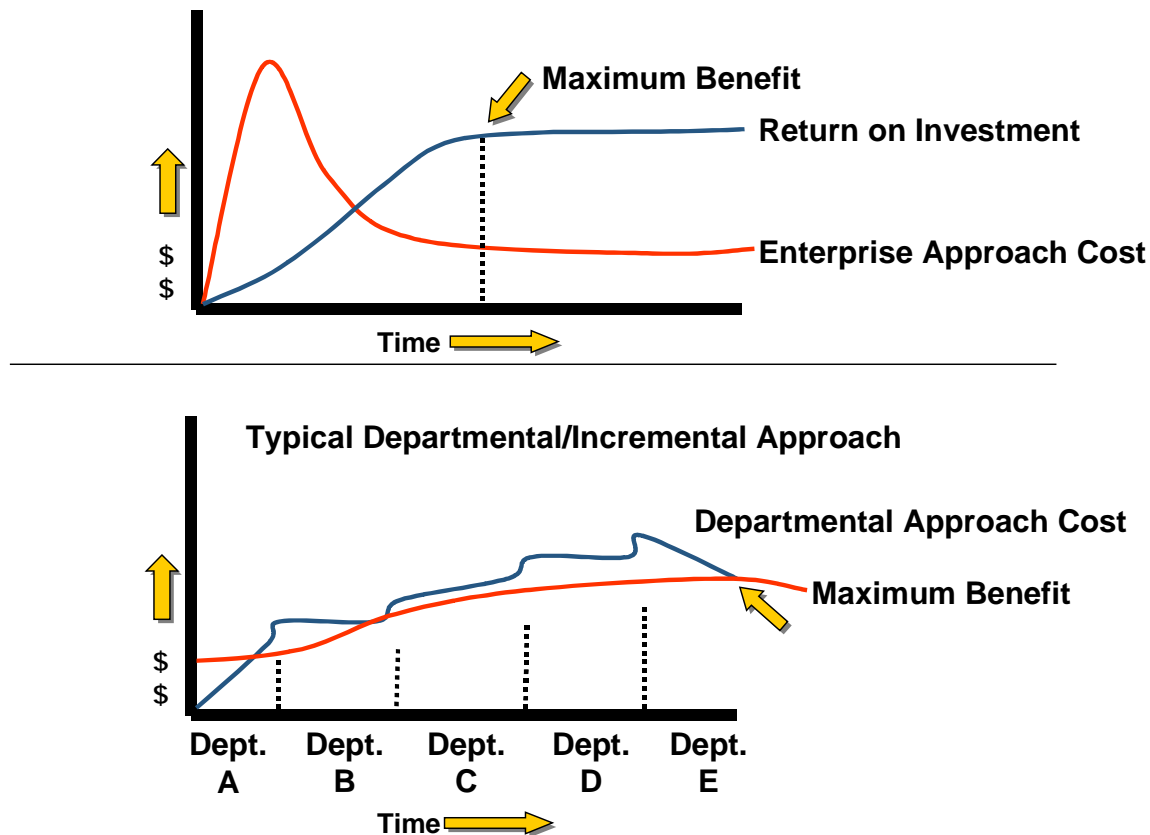 Maximum Benefit
Return on Investment
$
$
Enterprise Approach Cost
Time
Typical Departmental/Incremental Approach
Departmental Approach Cost
Maximum Benefit
$
$
Dept. Dept. Dept. Dept. Dept.
A B C D E
Time